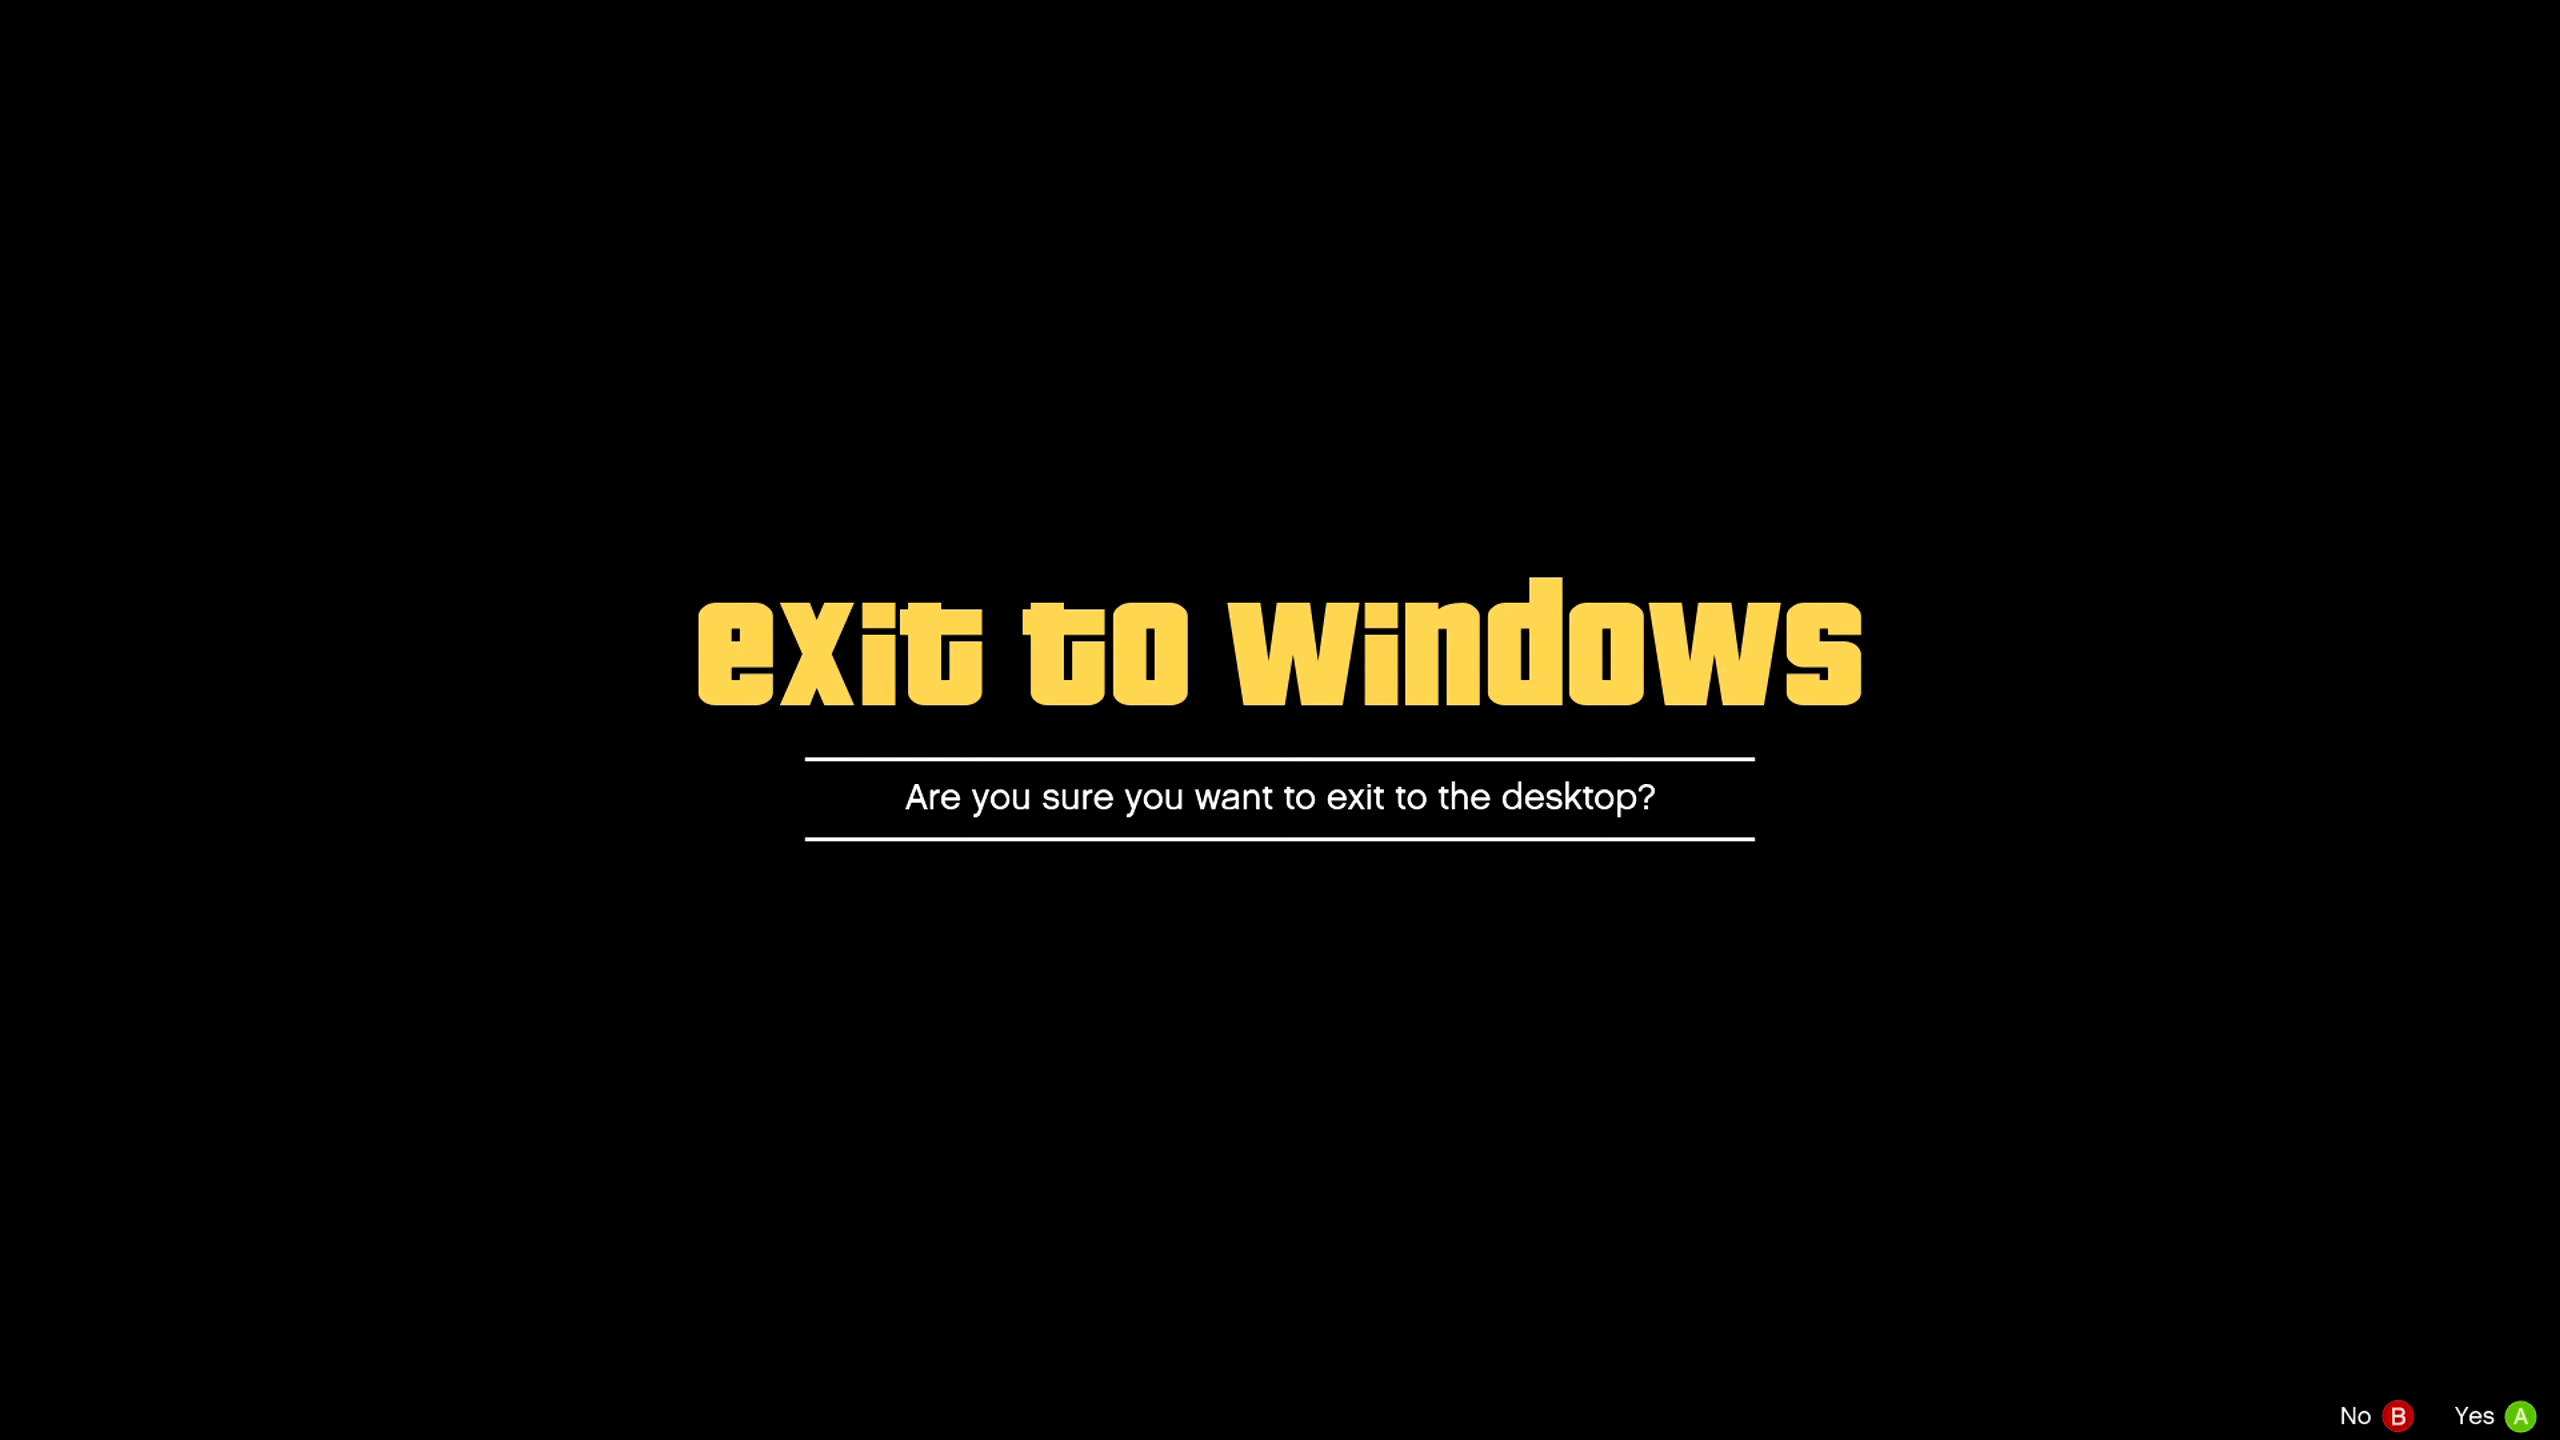 exit to windows
Are you sure you want to exit to the desktop?
No B Yes A